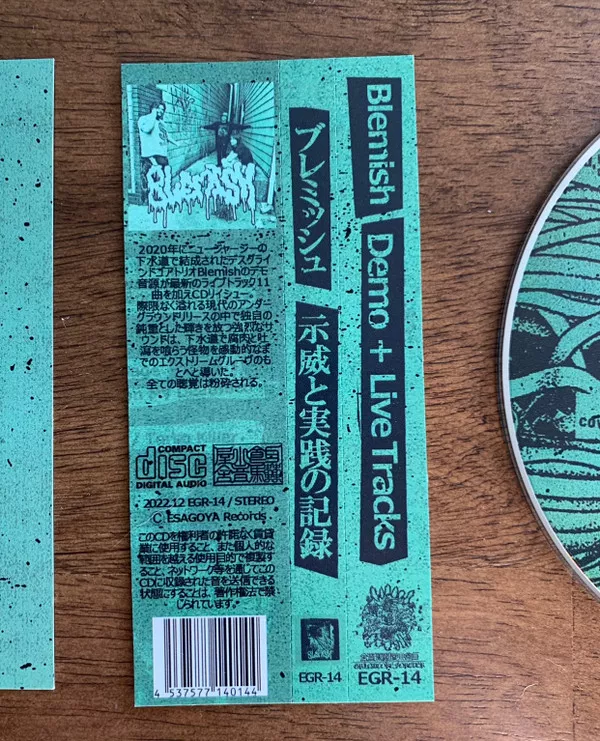 Blemish Demo + Live Tracks
ブレミッシュ 示威と実践の記録
BLEMISH
2020年にニュージャージーの
下水道で結成されたデスグライ
ンドゴアトリオBlemishのデモ
音源が最新のライブトラック11
曲を加えCDリイシュー。
際限なく溢れる現代のアンダー
グラウンドリリースの中で独自の
鈍重とした輝きを放つ強烈なサ
ウンドは、下水道で腐肉と吐
瀉を喰らう怪物を感動的なま
でのエクストリームグルーヴのも
とへと導いた。
全ての聴覚は粉砕される。
COMPACT
disc
DIGITAL AUDIO
2022.12 EGR-14 / STEREO
© ESAGOYA Records
このCDを権利者の許諾なく賃貸
業に使用すること、また個人的な
範囲を越える使用目的で複製す
ること、ネットワーク等を通じてこの
CDに収録された音を送信できる
状態にすることは、著作権法で禁
じられています。
4 537577 140144
EGR-14
EGR-14